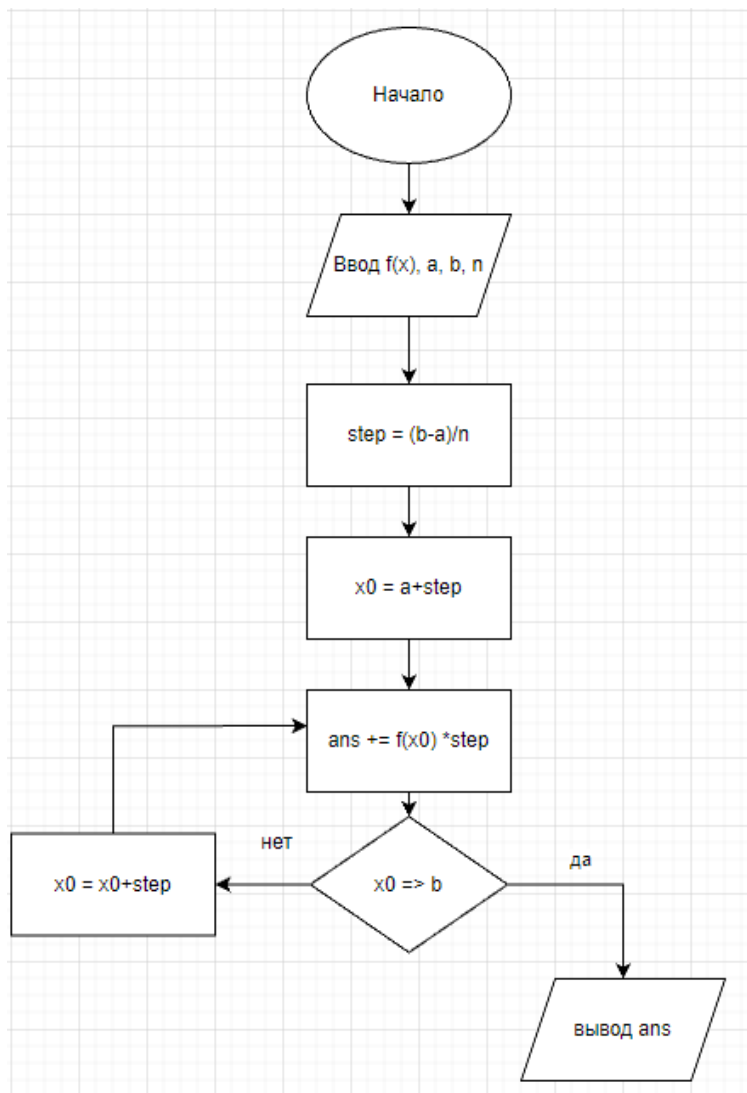 Начало
Ввод f(x), a, b, n
step = (b-a)/n
x0 = a+step
ans += f(x0) *step
нет
да
x0 = x0+step
x0 => b
вывод ans